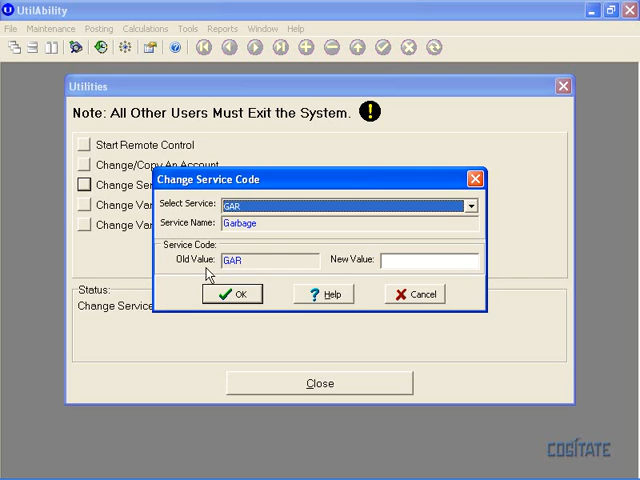 UtilAbility
File Maintenance Posting Calculations Tools Reports Window Help
Utilities
Note: All Other Users Must Exit the System.
Start Remote Control
Change/Copy An Account
Change Ser
Change Var
Change Var
Change Service Code
Select Service: GAR
Service Name: Garbage
Service Code:
Old Value: GAR New Value:
OK Help Cancel
Status:
Change Service
Close
COGITATE